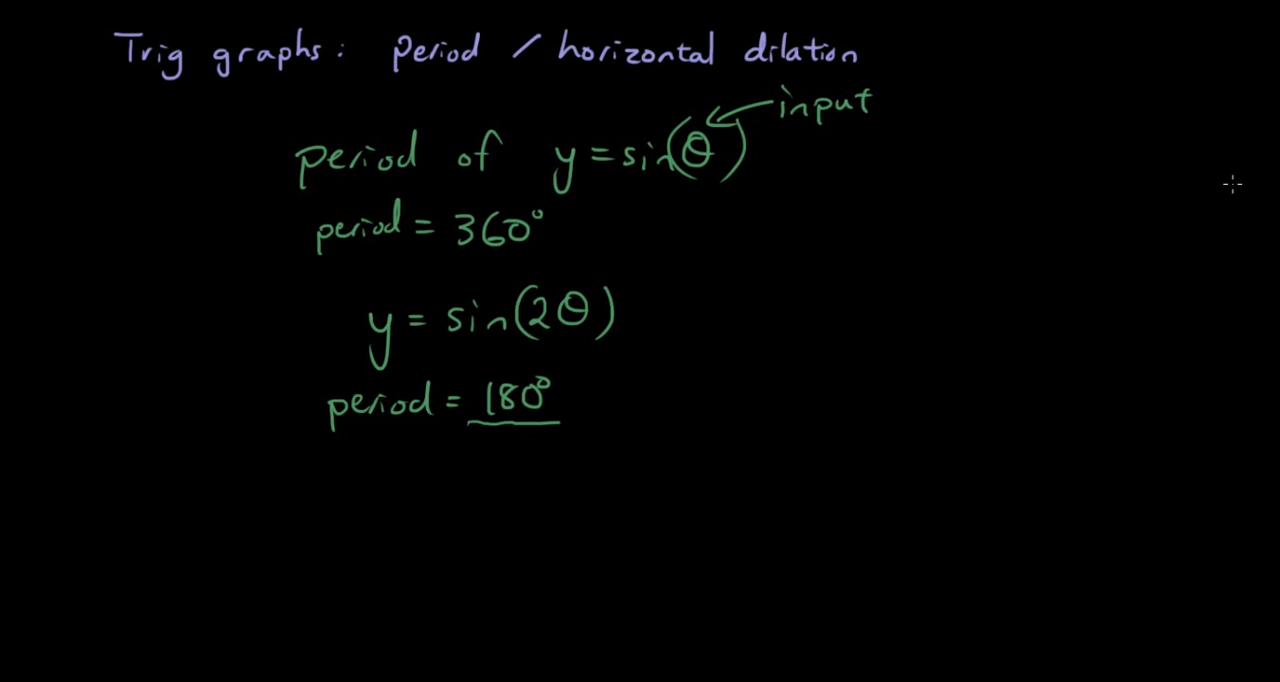 Trig graphs: period / horizontal dilation
input
period of y = sin(θ)
period = 360°
y = sin(2θ)
period = 180°